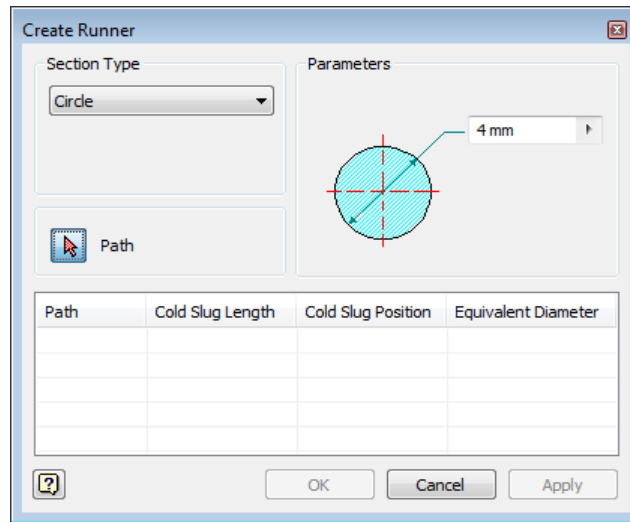 Create Runner
Section Type
Circle
Parameters
4 mm
Path
Path Cold Slug Length Cold Slug Position Equivalent Diameter
?
OK Cancel Apply